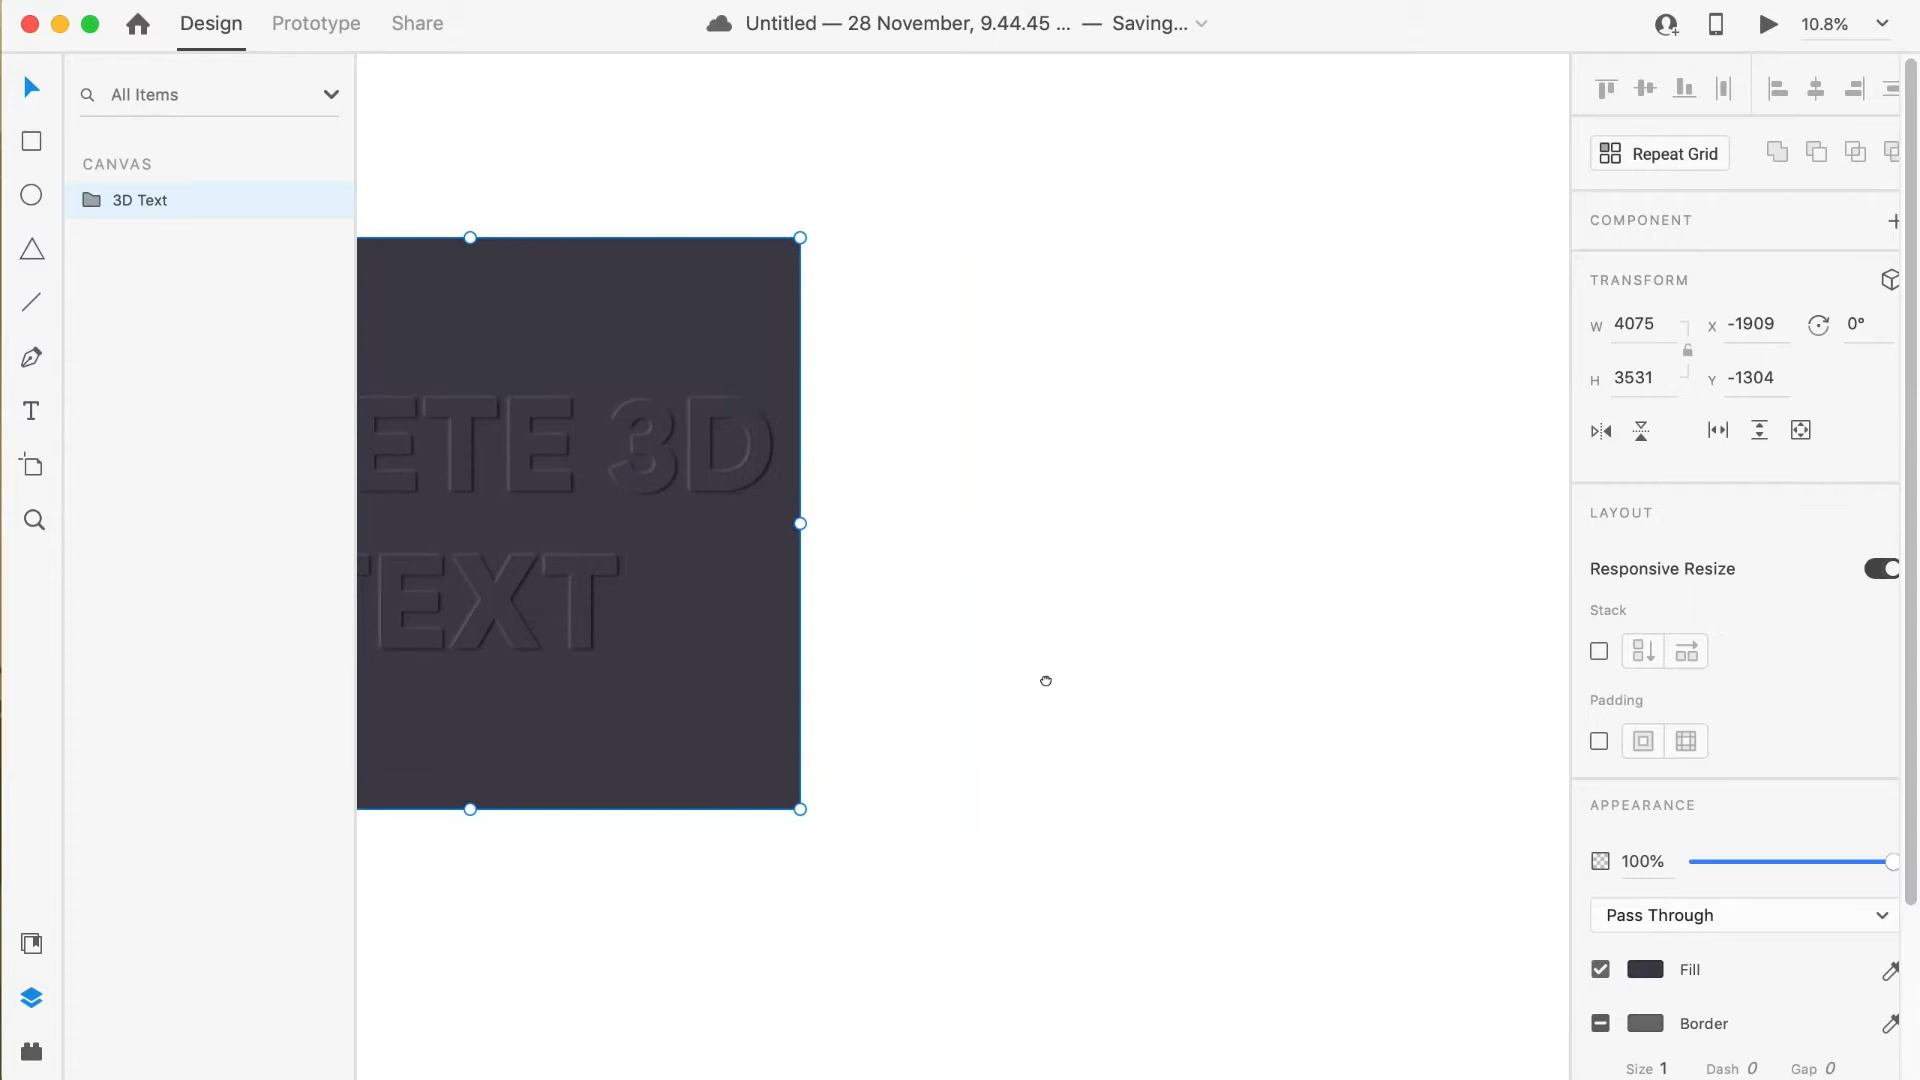 Design Prototype Share Untitled — 28 November, 9.44.45 ... — Saving... 10.8%
All Items
CANVAS
3D Text
ETE 3D
TEXT
Repeat Grid
COMPONENT
TRANSFORM
W 4075 X -1909 0°
H 3531 Y -1304
LAYOUT
Responsive Resize
Stack
Padding
APPEARANCE
100%
Pass Through
Fill
Border
Size 1 Dash 0 Gap 0